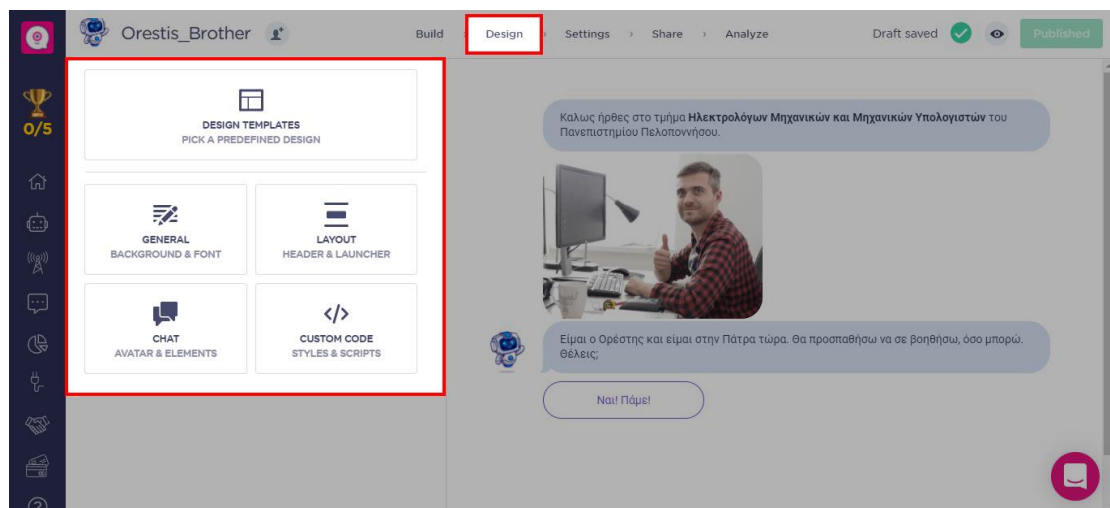 Orestis_Brother
Build
Design
Settings
Share
Analyze
Draft saved
Published
0/5
DESIGN TEMPLATES
PICK A PREDEFINED DESIGN
GENERAL
BACKGROUND & FONT
LAYOUT
HEADER & LAUNCHER
CHAT
AVATAR & ELEMENTS
</>
CUSTOM CODE
STYLES & SCRIPTS
Καλως ήρθες στο τμήμα Ηλεκτρολόγων Μηχανικών και Μηχανικών Υπολογιστών του
Πανεπιστημίου Πελοποννήσου.
Είμαι ο Ορέστης και είμαι στην Πάτρα τώρα. Θα προσπαθήσω να σε βοηθήσω, όσο μπορώ.
Θέλεις;
Ναι! Πάμε!